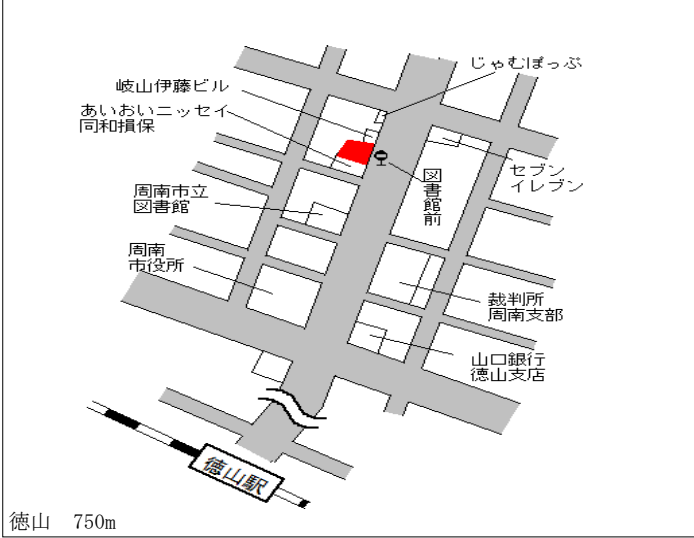 じゃむぽっぷ
岐山伊藤ビル
あいおいニッセイ
同和損保
セブン
イレブン
図書館前
周南市立
図書館
周南
市役所
裁判所
周南支部
山口銀行
徳山支店
徳山駅
徳山 750m